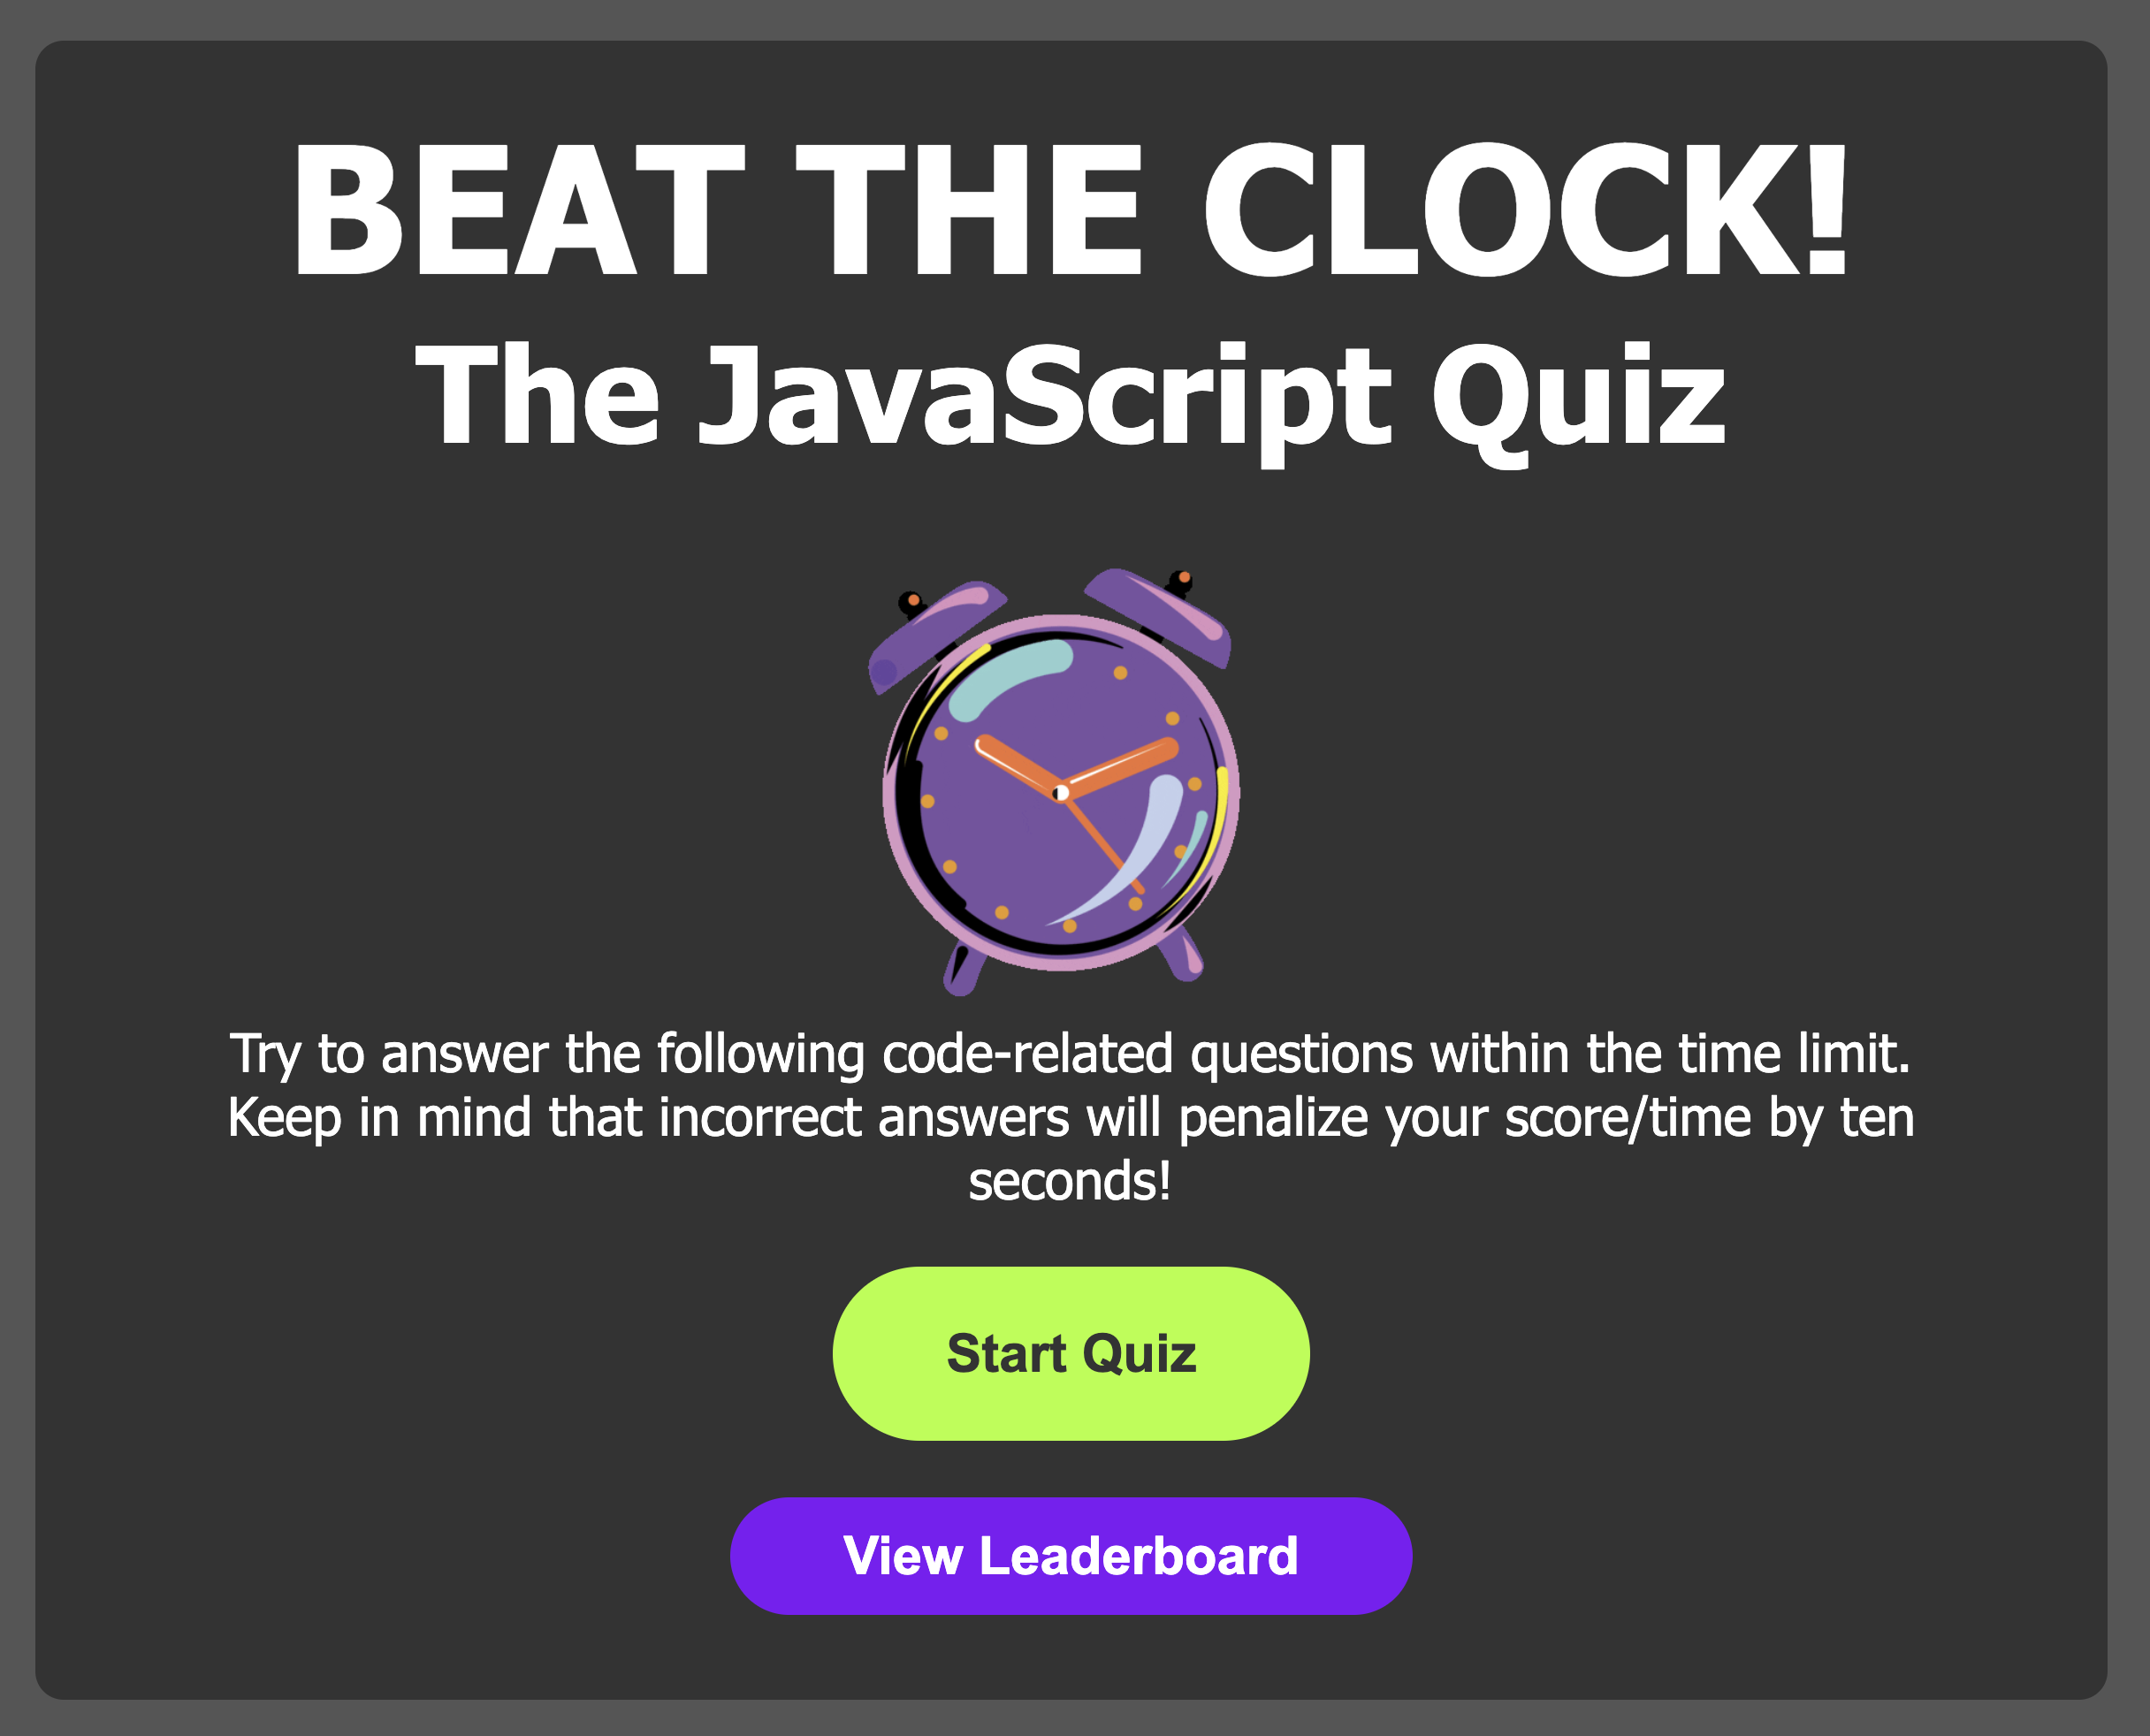 BEAT THE CLOCK!
The JavaScript Quiz
Try to answer the following code-related questions within the time limit.
Keep in mind that incorrect answers will penalize your score/time by ten
seconds!
Start Quiz
View Leaderboard